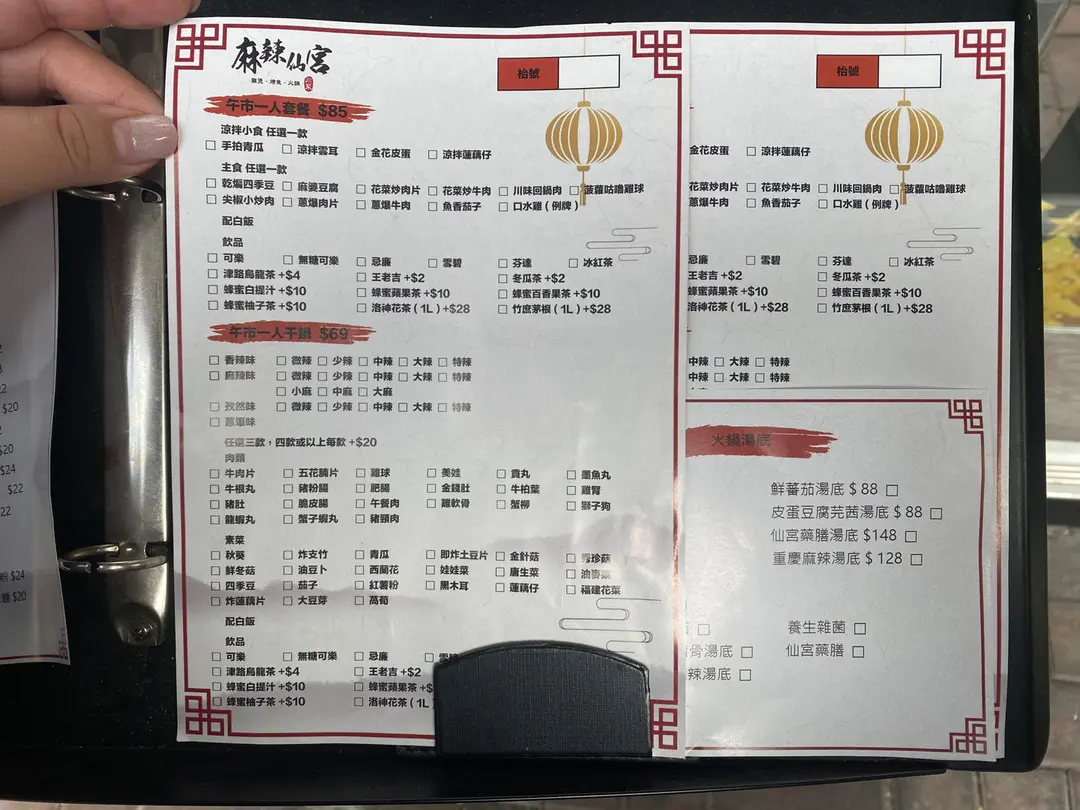 麻辣仙宮
枱號
午市一人套餐 $85
涼拌小食 任選一款
□ 手拍青瓜 □ 涼拌雲耳 □ 金花皮蛋 □ 涼拌蓮藕仔
主食 任選一款
□ 乾煸四季豆 □ 麻婆豆腐 □ 花菜炒肉片 □ 花菜炒牛肉 □ 川味回鍋肉 □ 菠蘿咕嚕雞球
□ 尖椒小炒肉 □ 蔥爆肉片 □ 蔥爆牛肉 □ 魚香茄子 □ 口水雞（例牌）
配白飯
飲品
□ 可樂 □ 無糖可樂 □ 忌廉 □ 雪碧 □ 芬達 □ 冰紅茶
□ 津路烏龍茶 +$4 □ 王老吉 +$2 □ 冬瓜茶 +$2
□ 蜂蜜白提汁 +$10 □ 蜂蜜蘋果茶 +$10 □ 蜂蜜百香果茶 +$10
□ 蜂蜜柚子茶 +$10 □ 洛神花茶（1L）+$28 □ 竹庶茅根（1L）+$28
午市一人干鍋 $69
□ 香辣味 □ 微辣 □ 少辣 □ 中辣 □ 大辣 □ 特辣
□ 麻辣味 □ 微辣 □ 少辣 □ 中辣 □ 大辣 □ 特辣
□ 小麻 □ 中麻 □ 大麻
□ 孜然味 □ 微辣 □ 少辣 □ 中辣 □ 大辣 □ 特辣
□ 蔥爆味
任選三款，四款或以上每款 +$20
肉類
□ 牛肉片 □ 五花腩片 □ 雞球 □ 美娃 □ 貢丸 □ 墨魚丸
□ 牛根丸 □ 豬粉腸 □ 肥腸 □ 金錢肚 □ 牛柏葉 □ 雞腎
□ 豬肚 □ 脆皮腸 □ 午餐肉 □ 雞軟骨 □ 蟹柳 □ 獅子狗
□ 龍蝦丸 □ 蟹子蝦丸 □ 豬頸肉
素菜
□ 秋葵 □ 炸支竹 □ 青瓜 □ 即炸土豆片 □ 金針菇 □ 秀珍菇
□ 鮮冬菇 □ 油豆卜 □ 西蘭花 □ 娃娃菜 □ 唐生菜 □ 油麥菜
□ 四季豆 □ 茄子 □ 紅薯粉 □ 黑木耳 □ 蓮藕仔 □ 福建花菜
□ 炸蓮藕片 □ 大豆芽 □ 萵荀
配白飯
飲品
□ 可樂 □ 無糖可樂 □ 忌廉 □
□ 津路烏龍茶 +$4 □ 王老吉 +$2
□ 蜂蜜白提汁 +$10 □ 蜂蜜蘋果茶 +$
□ 蜂蜜柚子茶 +$10 □ 洛神花茶（1L
枱號
金花皮蛋 □ 涼拌蓮藕仔
花菜炒肉片 □ 花菜炒牛肉 □ 川味回鍋肉 □ 菠蘿咕嚕雞球
蔥爆牛肉 □ 魚香茄子 □ 口水雞（例牌）
忌廉 □ 雪碧 □ 芬達 □ 冰紅茶
王老吉 +$2 □ 冬瓜茶 +$2
蜂蜜蘋果茶 +$10 □ 蜂蜜百香果茶 +$10
洛神花茶（1L）+$28 □ 竹庶茅根（1L）+$28
中辣 □ 大辣 □ 特辣
中辣 □ 大辣 □ 特辣
火鍋湯底
鮮蕃茄湯底 $ 88 □
皮蛋豆腐芫茜湯底 $ 88 □
仙宮藥膳湯底 $148 □
重慶麻辣湯底 $ 128 □
□ 養生雜菌 □
骨湯底 □ 仙宮藥膳 □
辣湯底 □
$20
$20
$24
$22
22
$24
$20